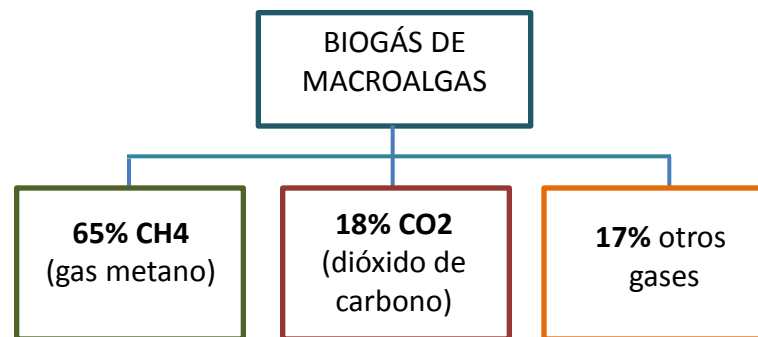 BIOGÁS DE
MACROALGAS
65% CH4
(gas metano)
18% CO2
(dióxido de
carbono)
17% otros
gases